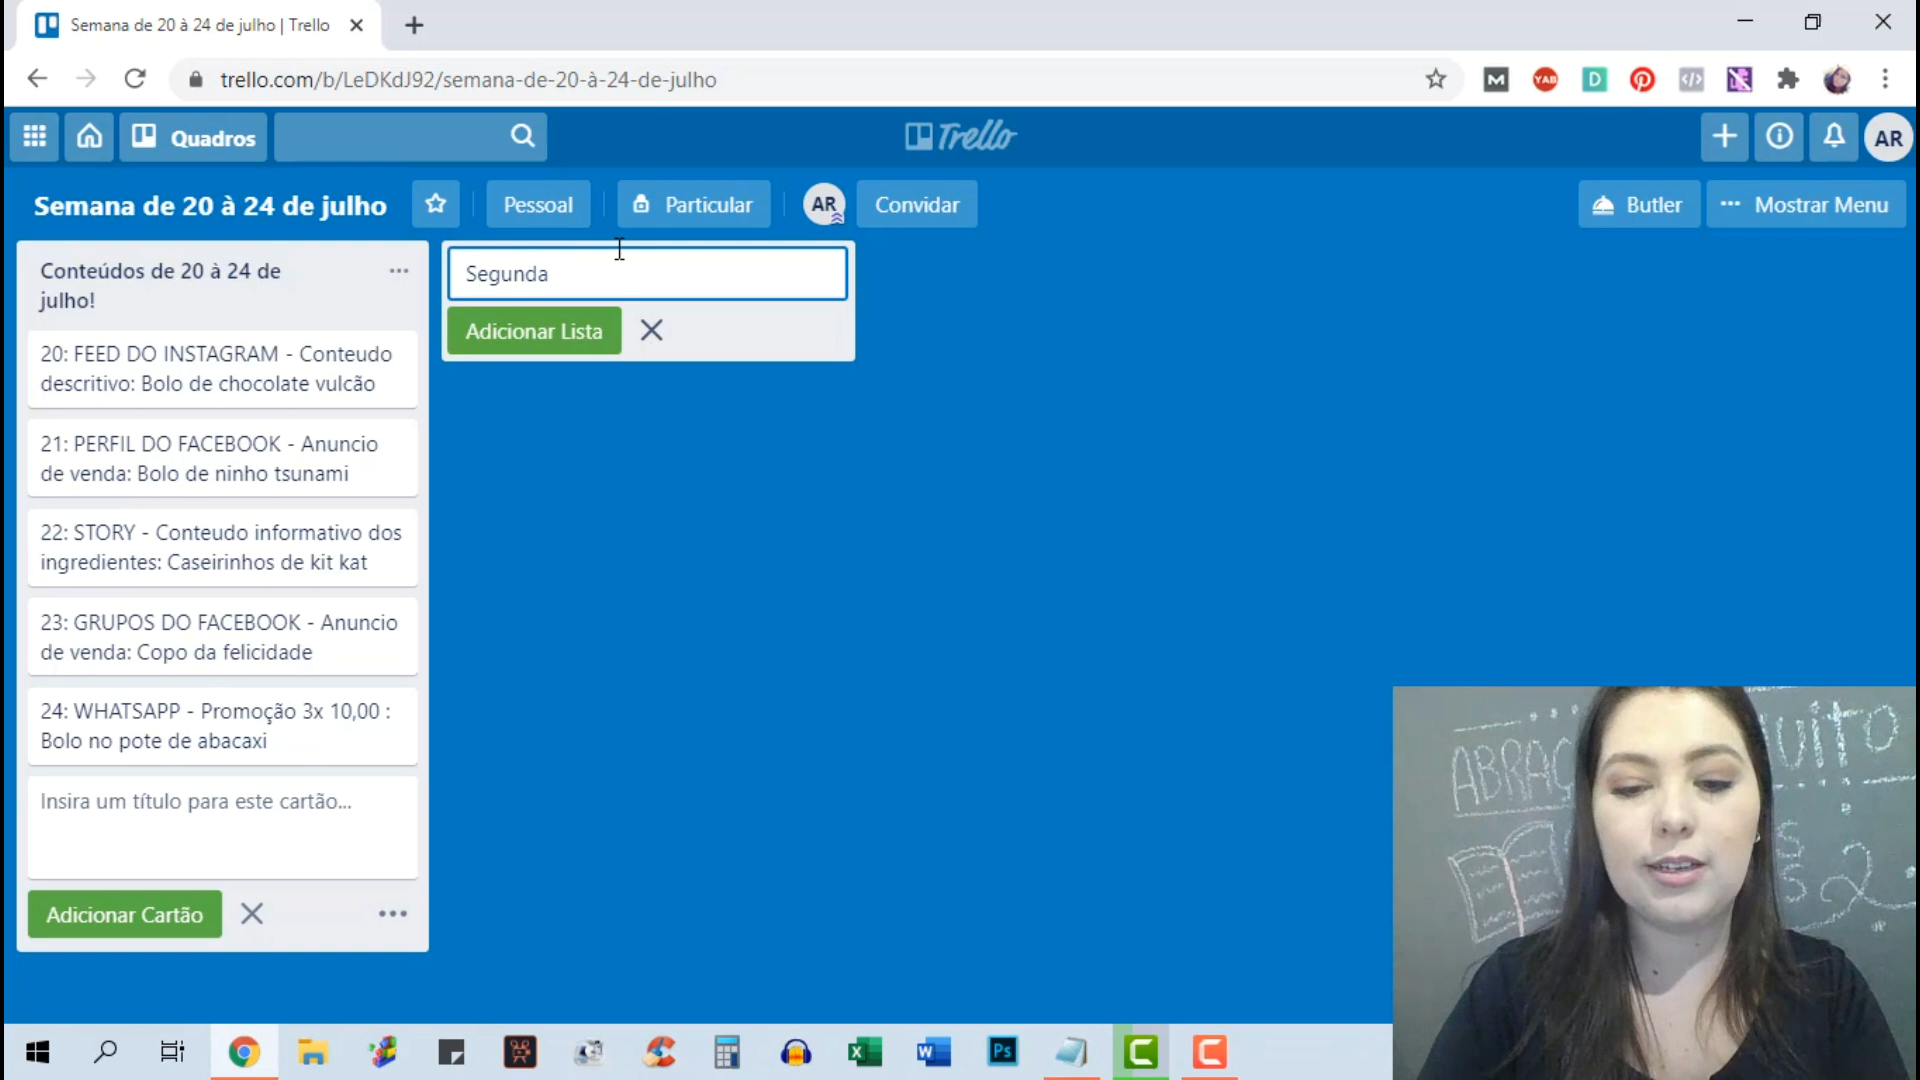 Semana de 20 à 24 de julho | Trello
trello.com/b/LeDKdJ92/semana-de-20-à-24-de-julho
M
YAB
D
Quadros
Trello
AR
Semana de 20 à 24 de julho
Pessoal
Particular
AR
Convidar
Butler
Mostrar Menu
Conteúdos de 20 à 24 de
julho!
20: FEED DO INSTAGRAM - Conteudo
descritivo: Bolo de chocolate vulcão
21: PERFIL DO FACEBOOK - Anuncio
de venda: Bolo de ninho tsunami
22: STORY - Conteudo informativo dos
ingredientes: Caseirinhos de kit kat
23: GRUPOS DO FACEBOOK - Anuncio
de venda: Copo da felicidade
24: WHATSAPP - Promoção 3x 10,00 :
Bolo no pote de abacaxi
Insira um título para este cartão...
Adicionar Cartão
Segunda
Adicionar Lista
Ps